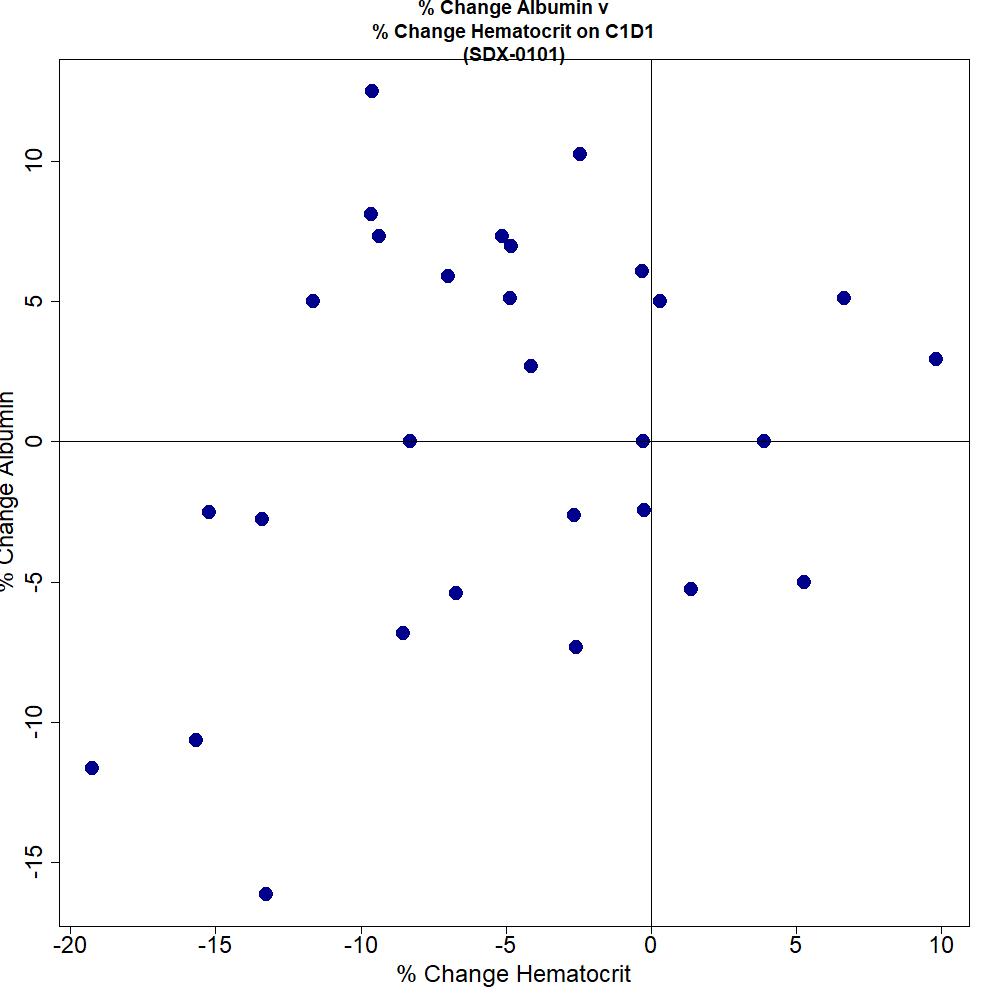 % Change Albumin v
% Change Hematocrit on C1D1
(SDX-0101)
% Change Albumin
10
5
0
-5
-10
-15
-20
-15
-10
-5
0
5
10
% Change Hematocrit